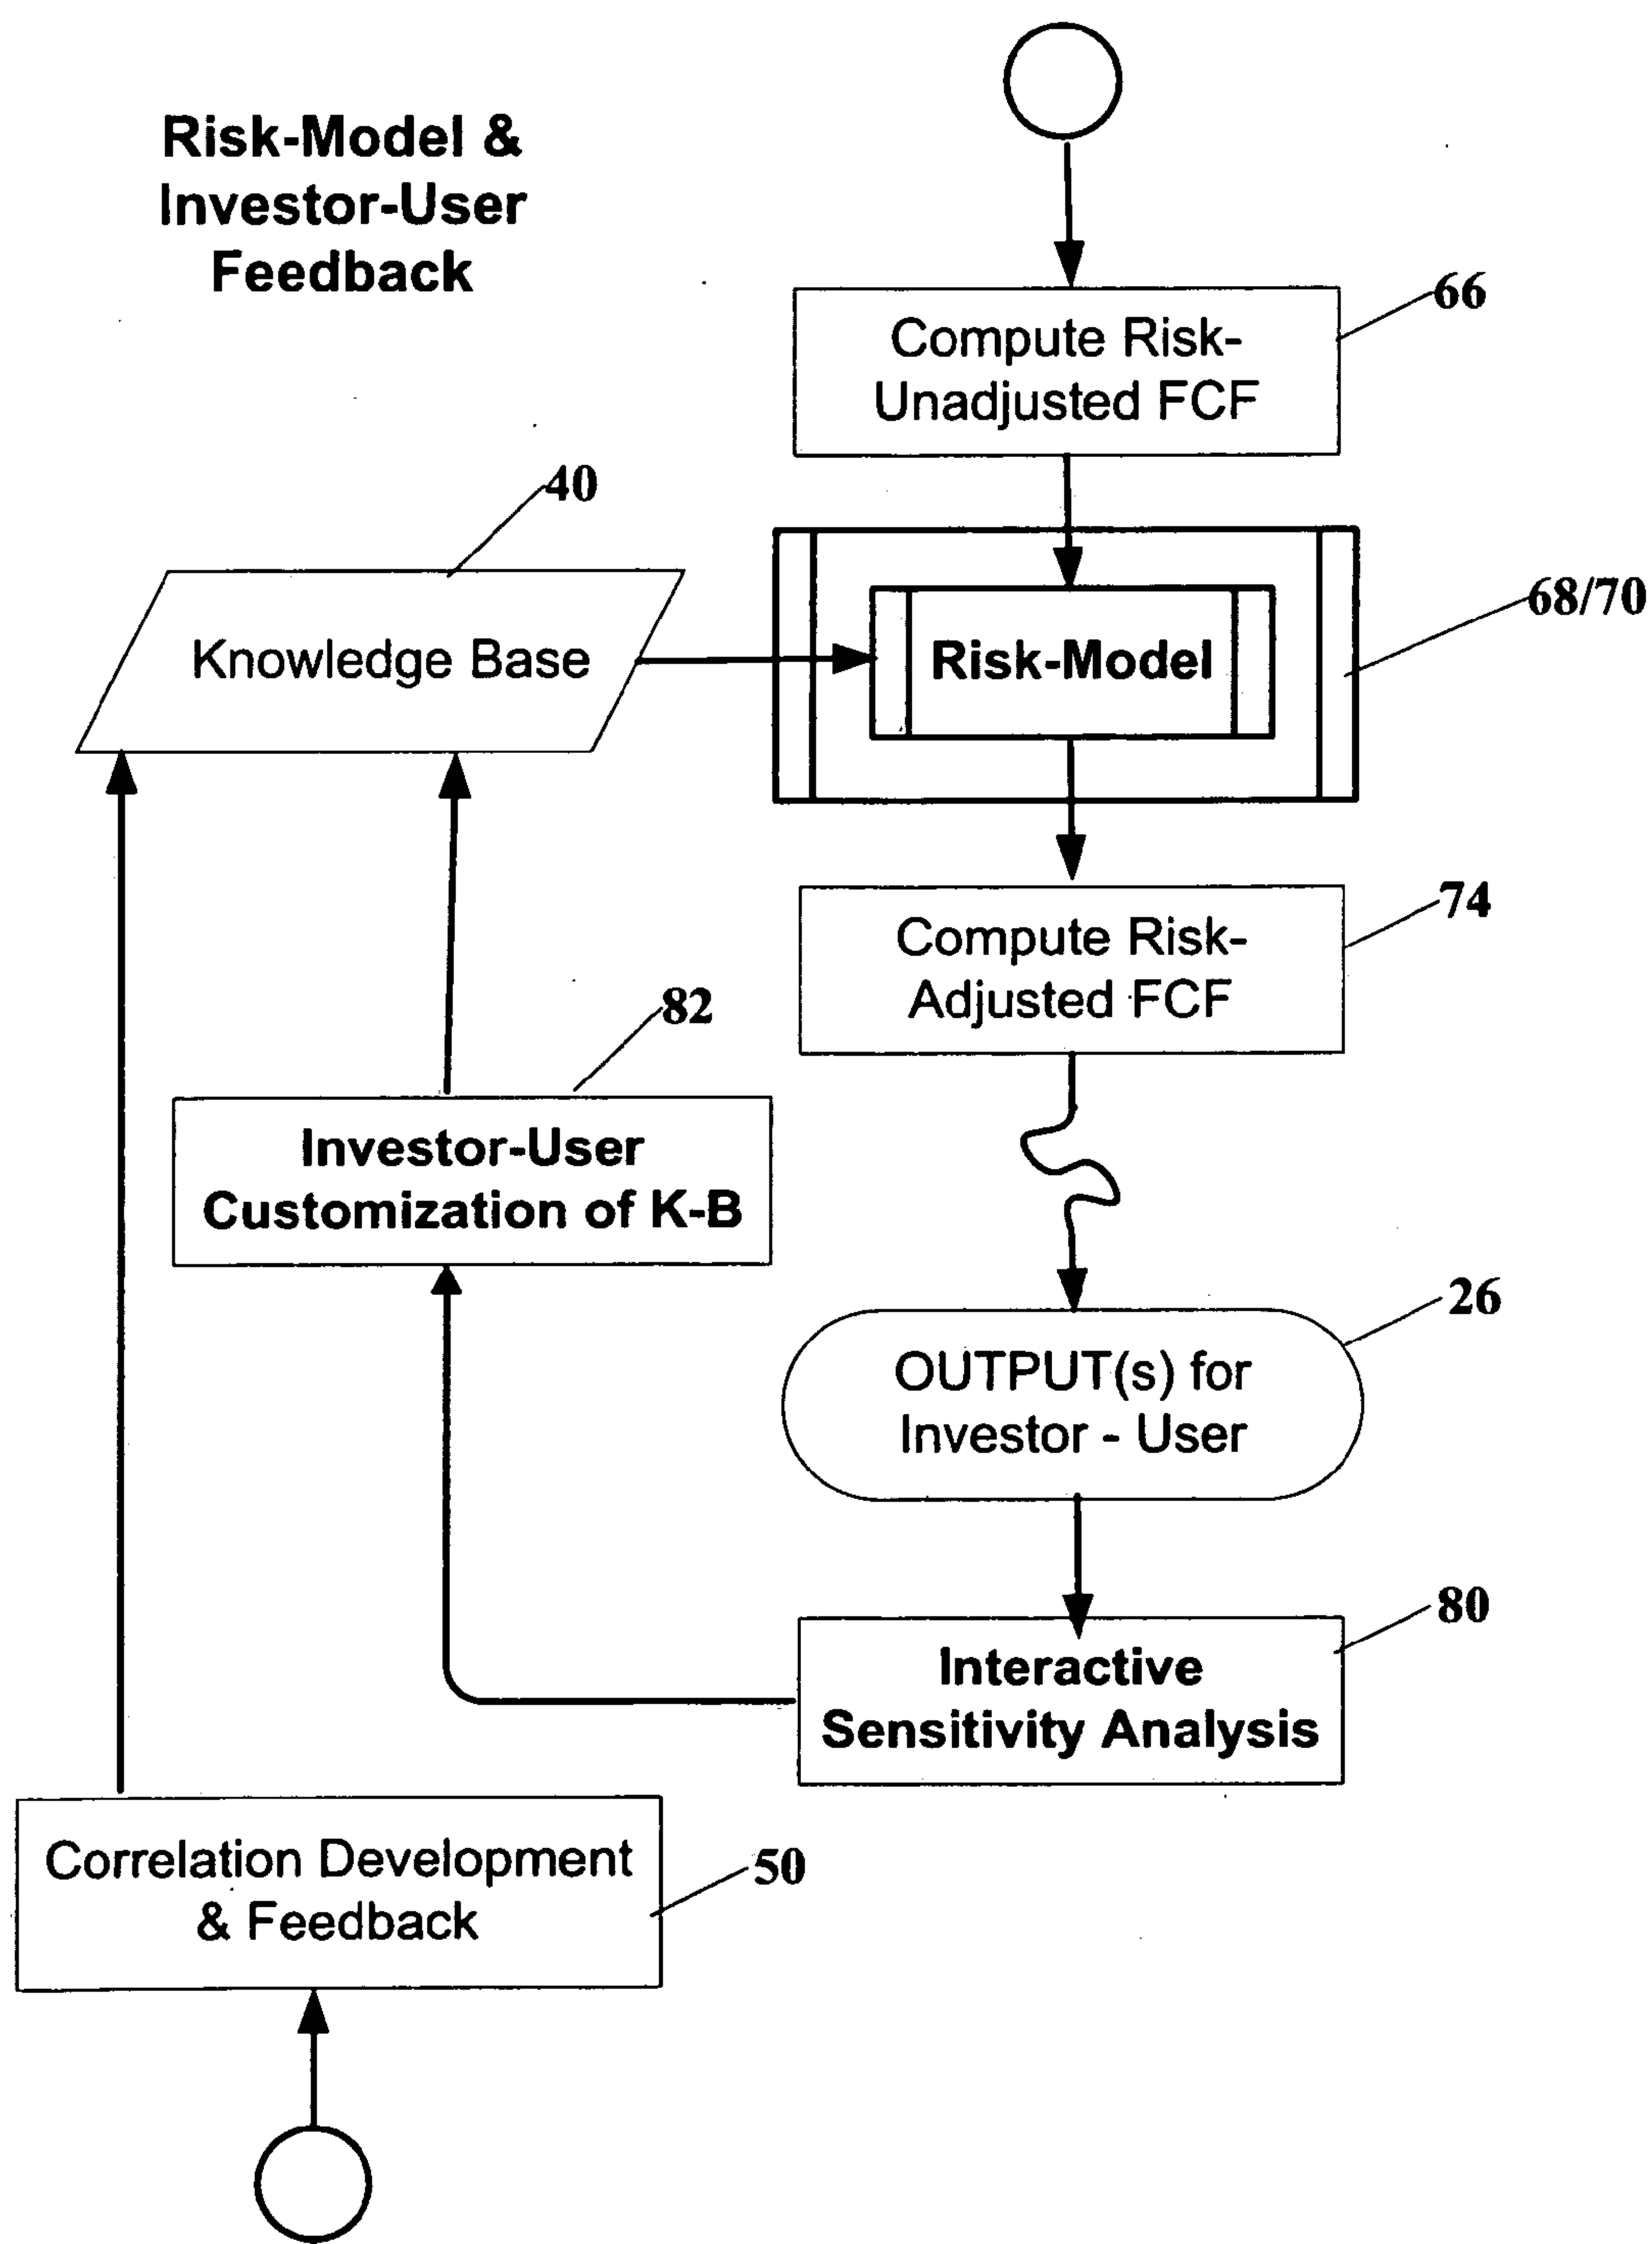 Risk-Model &
Investor-User
Feedback
66
Compute Risk-
Unadjusted FCF
40
Knowledge Base
68/70
Risk-Model
74
Compute Risk-
Adjusted FCF
82
Investor-User
Customization of K-B
26
OUTPUT(s) for
Investor - User
80
Interactive
Sensitivity Analysis
50
Correlation Development
& Feedback